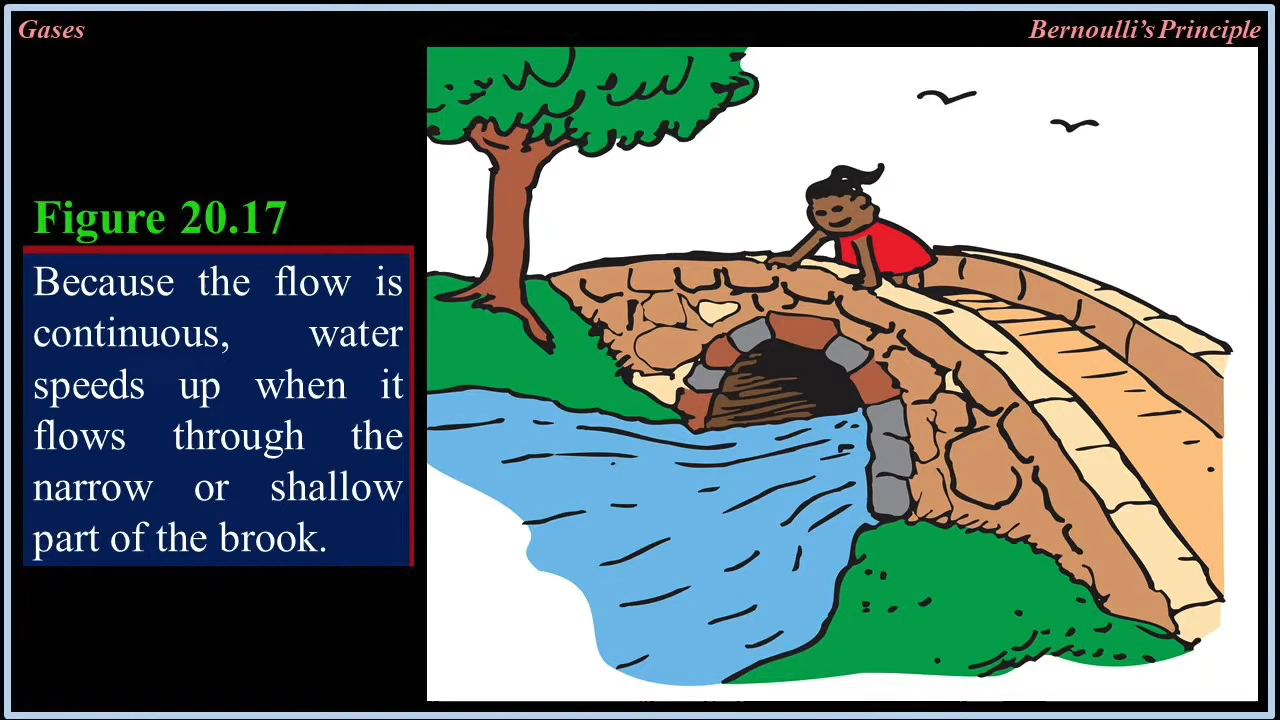 Gases
Bernoulli's Principle
Figure 20.17
Because the flow is
continuous, water
speeds up when it
flows through the
narrow or shallow
part of the brook.